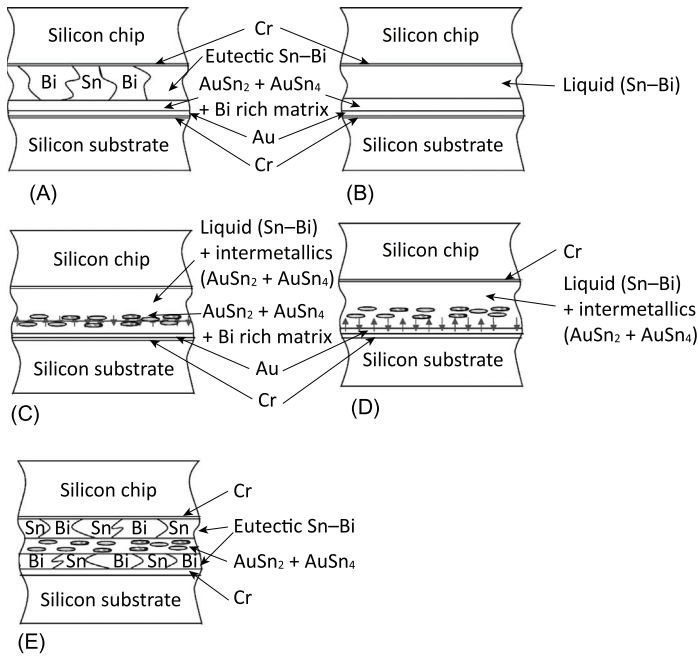 Silicon chip
Bi Sn Bi
Silicon substrate
(A)
Cr
Eutectic Sn–Bi
AuSn2 + AuSn4
+ Bi rich matrix
Au
Cr
Silicon chip
Liquid (Sn–Bi)
Silicon substrate
(B)
Silicon chip
Silicon substrate
(C)
Liquid (Sn–Bi)
+ intermetallics
(AuSn2 + AuSn4)
AuSn2 + AuSn4
+ Bi rich matrix
Au
Cr
Silicon chip
Silicon substrate
(D)
Cr
Liquid (Sn–Bi)
+ intermetallics
(AuSn2 + AuSn4)
Silicon chip
Sn Bi Sn Bi Sn
Bi Sn Bi Sn Bi
Silicon substrate
(E)
Cr
Eutectic Sn–Bi
AuSn2 + AuSn4
Cr